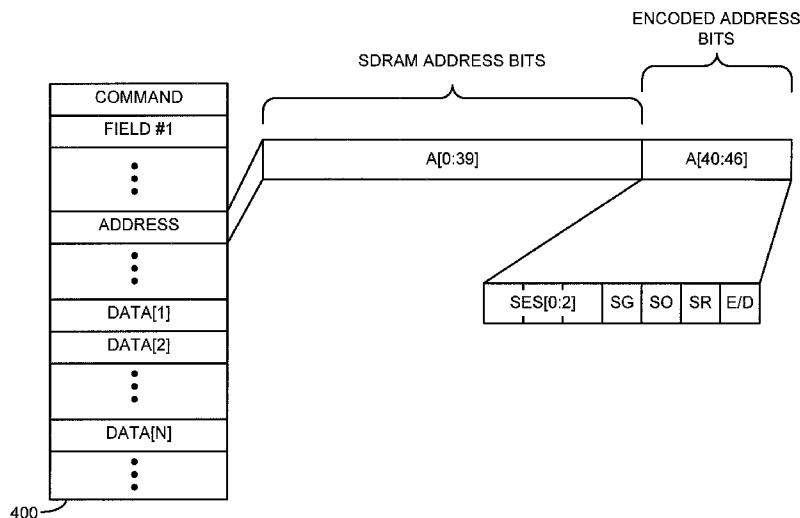 ENCODED ADDRESS
BITS
SDRAM ADDRESS BITS
COMMAND
FIELD #1
ADDRESS
DATA[1]
DATA[2]
DATA[N]
A[0:39]
A[40:46]
SES[0:2]
SG
SO
SR
E/D
400